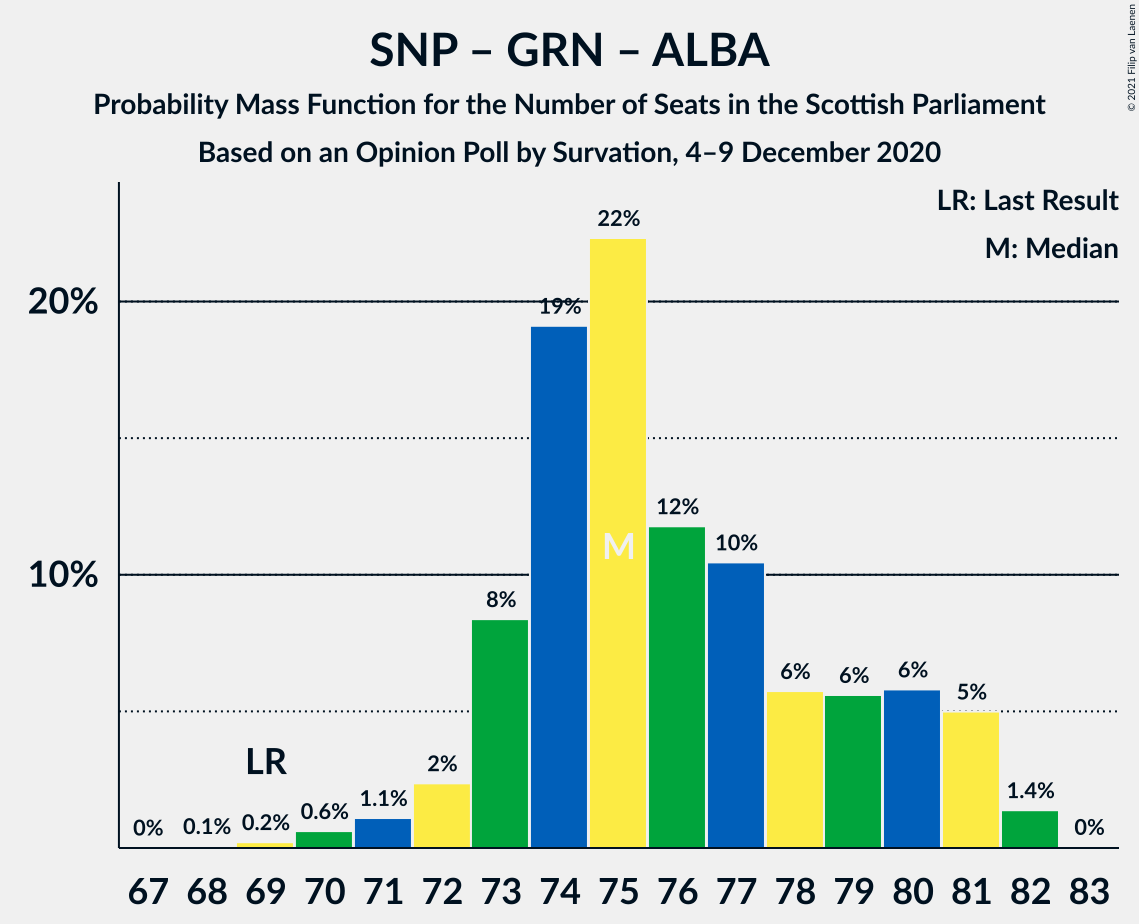 SNP – GRN – ALBA
Probability Mass Function for the Number of Seats in the Scottish Parliament
Based on an Opinion Poll by Survation, 4–9 December 2020
© 2021 Filip van Laenen
LR: Last Result
M: Median
20%
10%
0% 0.1% 0.2% 0.6% 1.1% 2% 8% 19% 22% 12% 10% 6% 6% 6% 5% 1.4% 0%
LR
M
67 68 69 70 71 72 73 74 75 76 77 78 79 80 81 82 83